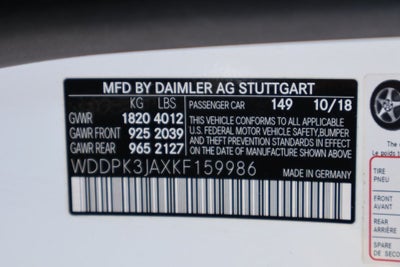 MFD BY DAIMLER AG STUTTGART
KG LBS PASSENGER CAR 149 10/18
GVWR 1820 4012
GAWR FRONT 925 2039
GAWR REAR 965 2127
THIS VEHICLE CONFORMS TO ALL APPLICABLE
U.S. FEDERAL MOTOR VEHICLE SAFETY, BUMPER,
AND THEFT PREVENTION STANDARDS IN EFFECT
ON THE DATE OF MANUFACTURE SHOWN ABOVE.
WDDPK3JAXKF159986 MADE IN GERMANY
TIRE
PNEU
FRONT
AVANT
REAR
ARRIÈRE
SPARE
DE SECO